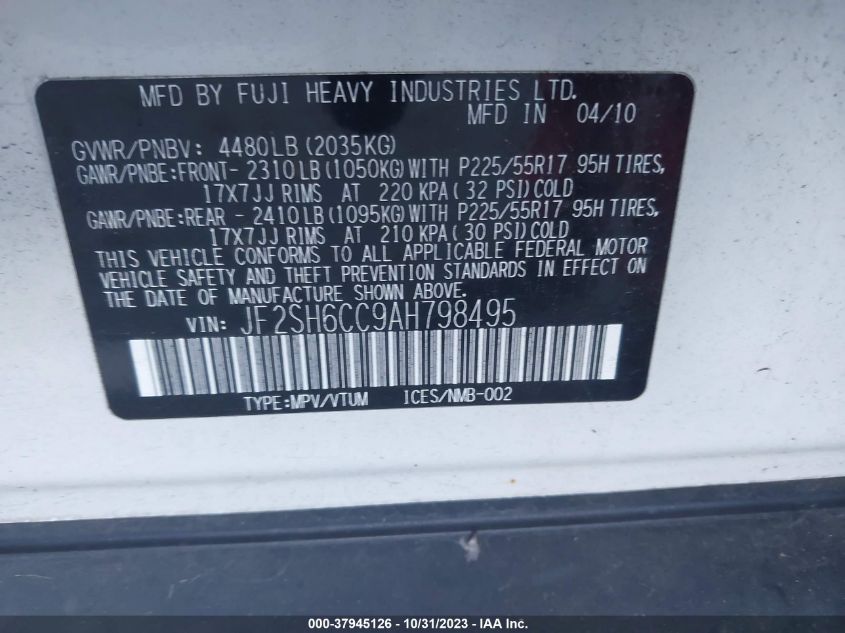 MFD BY FUJI HEAVY INDUSTRIES LTD.
MFD IN 04/10
GVWR/PNBV: 4480LB (2035KG)
GAWR/PNBE:FRONT- 2310LB(1050KG)WITH P225/55R17 95H TIRES,
17X7JJ RIMS AT 220 KPA( 32 PSI)COLD
GAWR/PNBE:REAR - 2410LB(1095KG)WITH P225/55R17 95H TIRES,
17X7JJ RIMS AT 210 KPA( 30 PSI)COLD
THIS VEHICLE CONFORMS TO ALL APPLICABLE FEDERAL MOTOR
VEHICLE SAFETY AND THEFT PREVENTION STANDARDS IN EFFECT ON
THE DATE OF MANUFACTURE SHOWN ABOVE.
VIN: JF2SH6CC9AH798495
TYPE:MPV/VTUM ICES/NMB-002
000-37945126 - 10/31/2023 - IAA Inc.